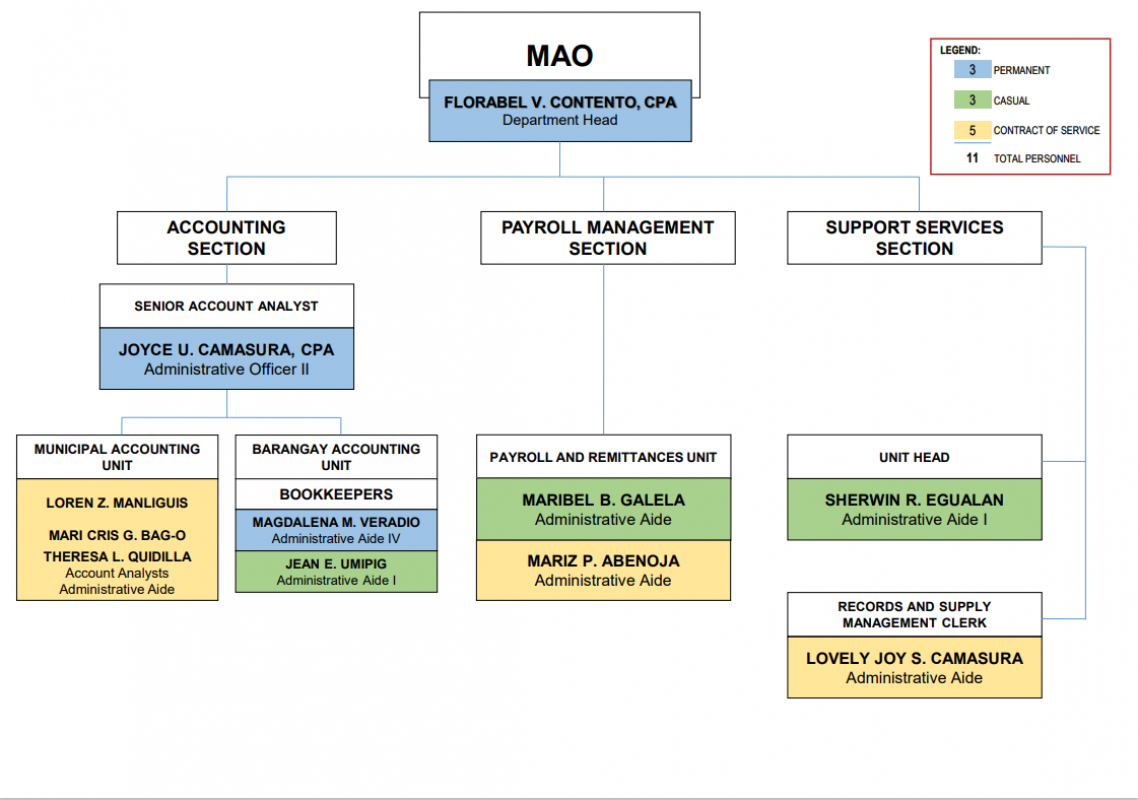 MAO
FLORABEL V. CONTENTO, CPA
Department Head
LEGEND:
3 PERMANENT
3 CASUAL
5 CONTRACT OF SERVICE
11 TOTAL PERSONNEL
ACCOUNTING
SECTION
SENIOR ACCOUNT ANALYST
JOYCE U. CAMASURA, CPA
Administrative Officer II
MUNICIPAL ACCOUNTING
UNIT
LOREN Z. MANLIGUIS
MARI CRIS G. BAG-O
THERESA L. QUIDILLA
Account Analysts
Administrative Aide
BARANGAY ACCOUNTING
UNIT
BOOKKEEPERS
MAGDALENA M. VERADIO
Administrative Aide IV
JEAN E. UMIPIG
Administrative Aide I
PAYROLL MANAGEMENT
SECTION
PAYROLL AND REMITTANCES UNIT
MARIBEL B. GALELA
Administrative Aide
MARIZ P. ABENOJA
Administrative Aide
SUPPORT SERVICES
SECTION
UNIT HEAD
SHERWIN R. EGUALAN
Administrative Aide I
RECORDS AND SUPPLY
MANAGEMENT CLERK
LOVELY JOY S. CAMASURA
Administrative Aide